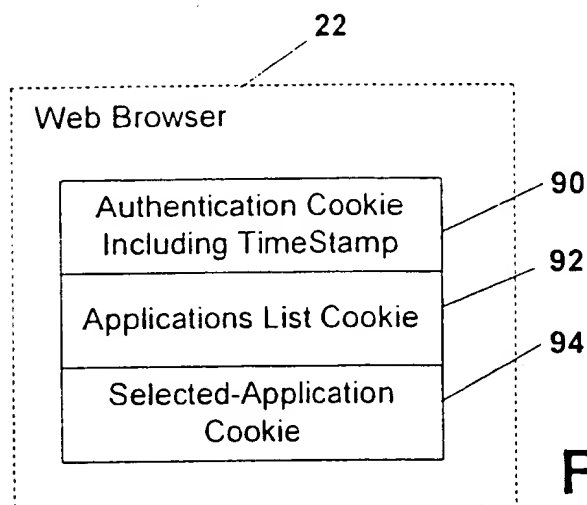 22
Web Browser
90
Authentication Cookie
Including TimeStamp
92
Applications List Cookie
94
Selected-Application
Cookie
F